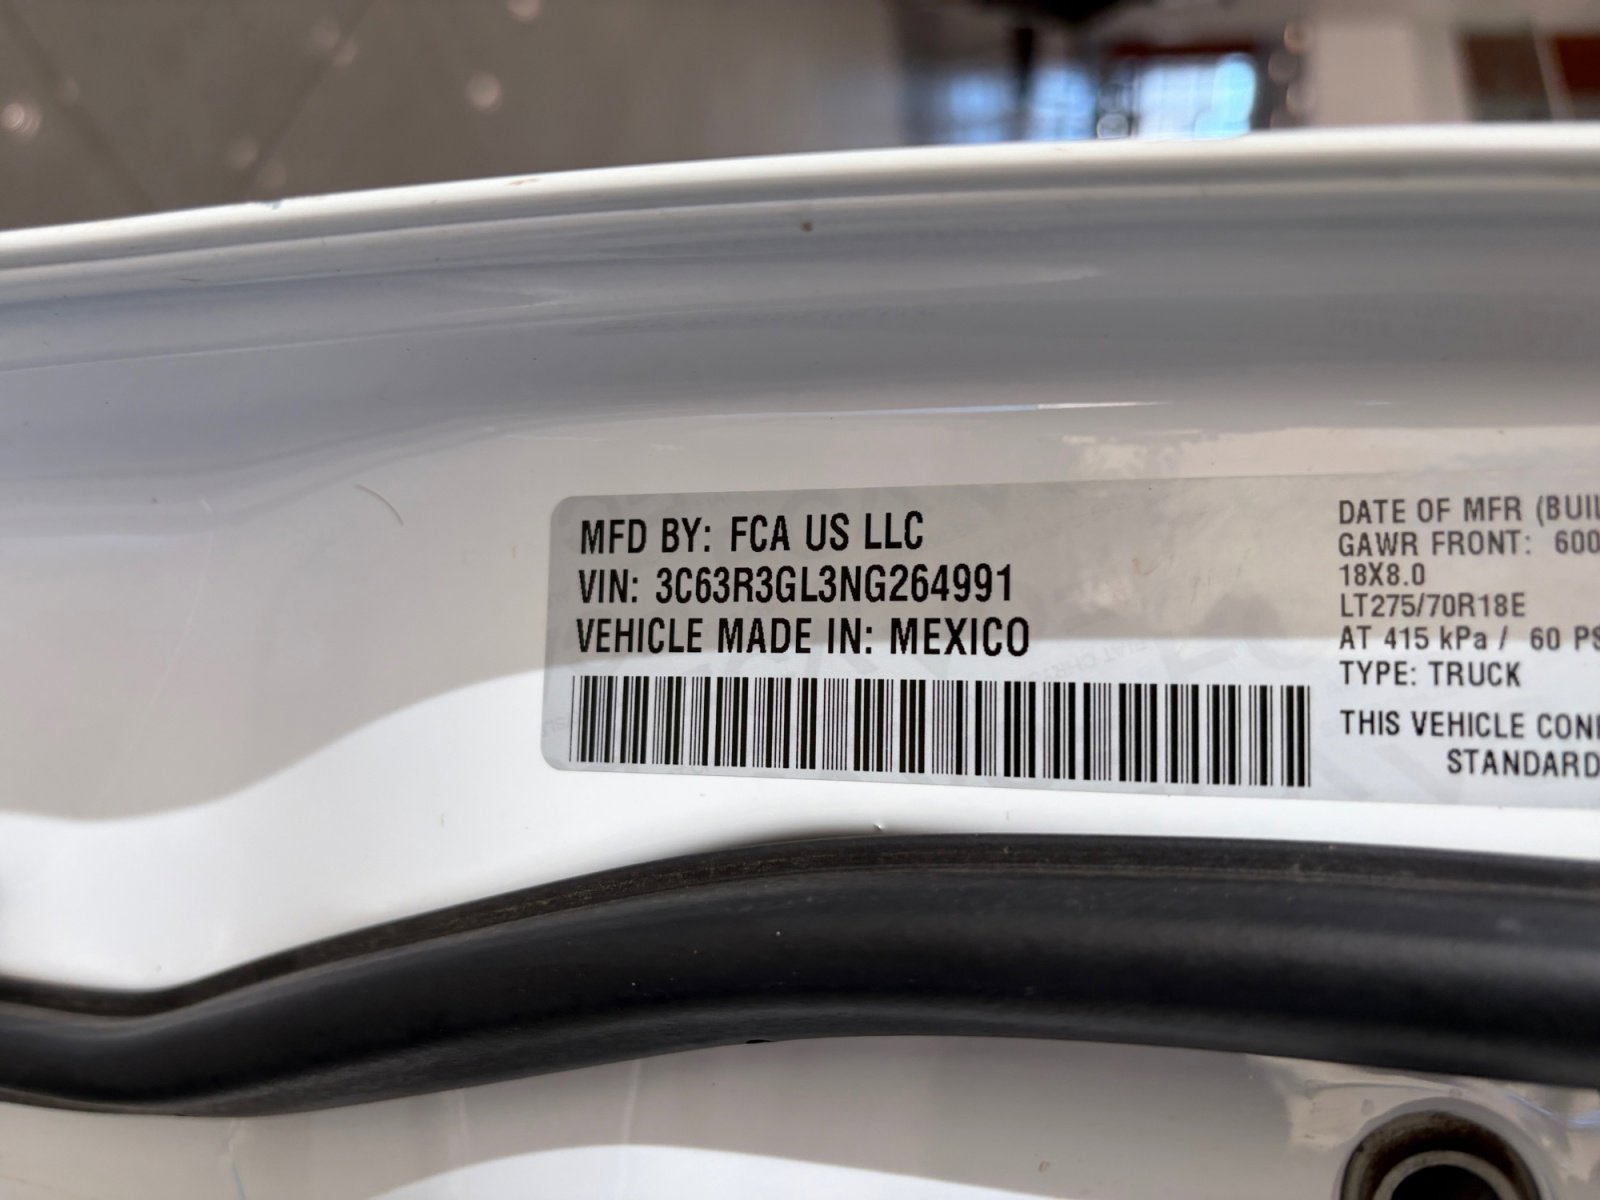 MFD BY: FCA US LLC
VIN: 3C63R3GL3NG264991
VEHICLE MADE IN: MEXICO
DATE OF MFR (BUIL
GAWR FRONT: 600
18X8.0
LT275/70R18E
AT 415 kPa / 60 PS
TYPE: TRUCK
THIS VEHICLE CON
STANDARD